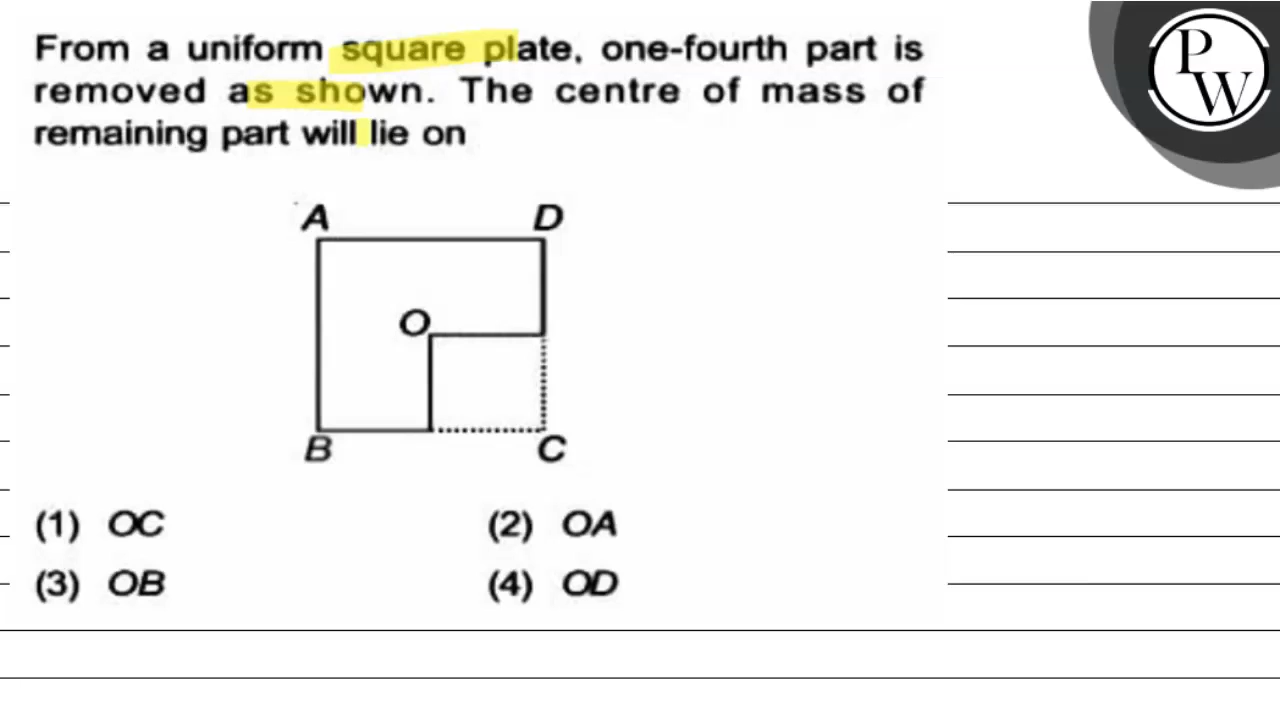 From a uniform square plate, one-fourth part is
removed as shown. The centre of mass of
remaining part will lie on
PW
A D
O
B C
(1) OC (2) OA
(3) OB (4) OD